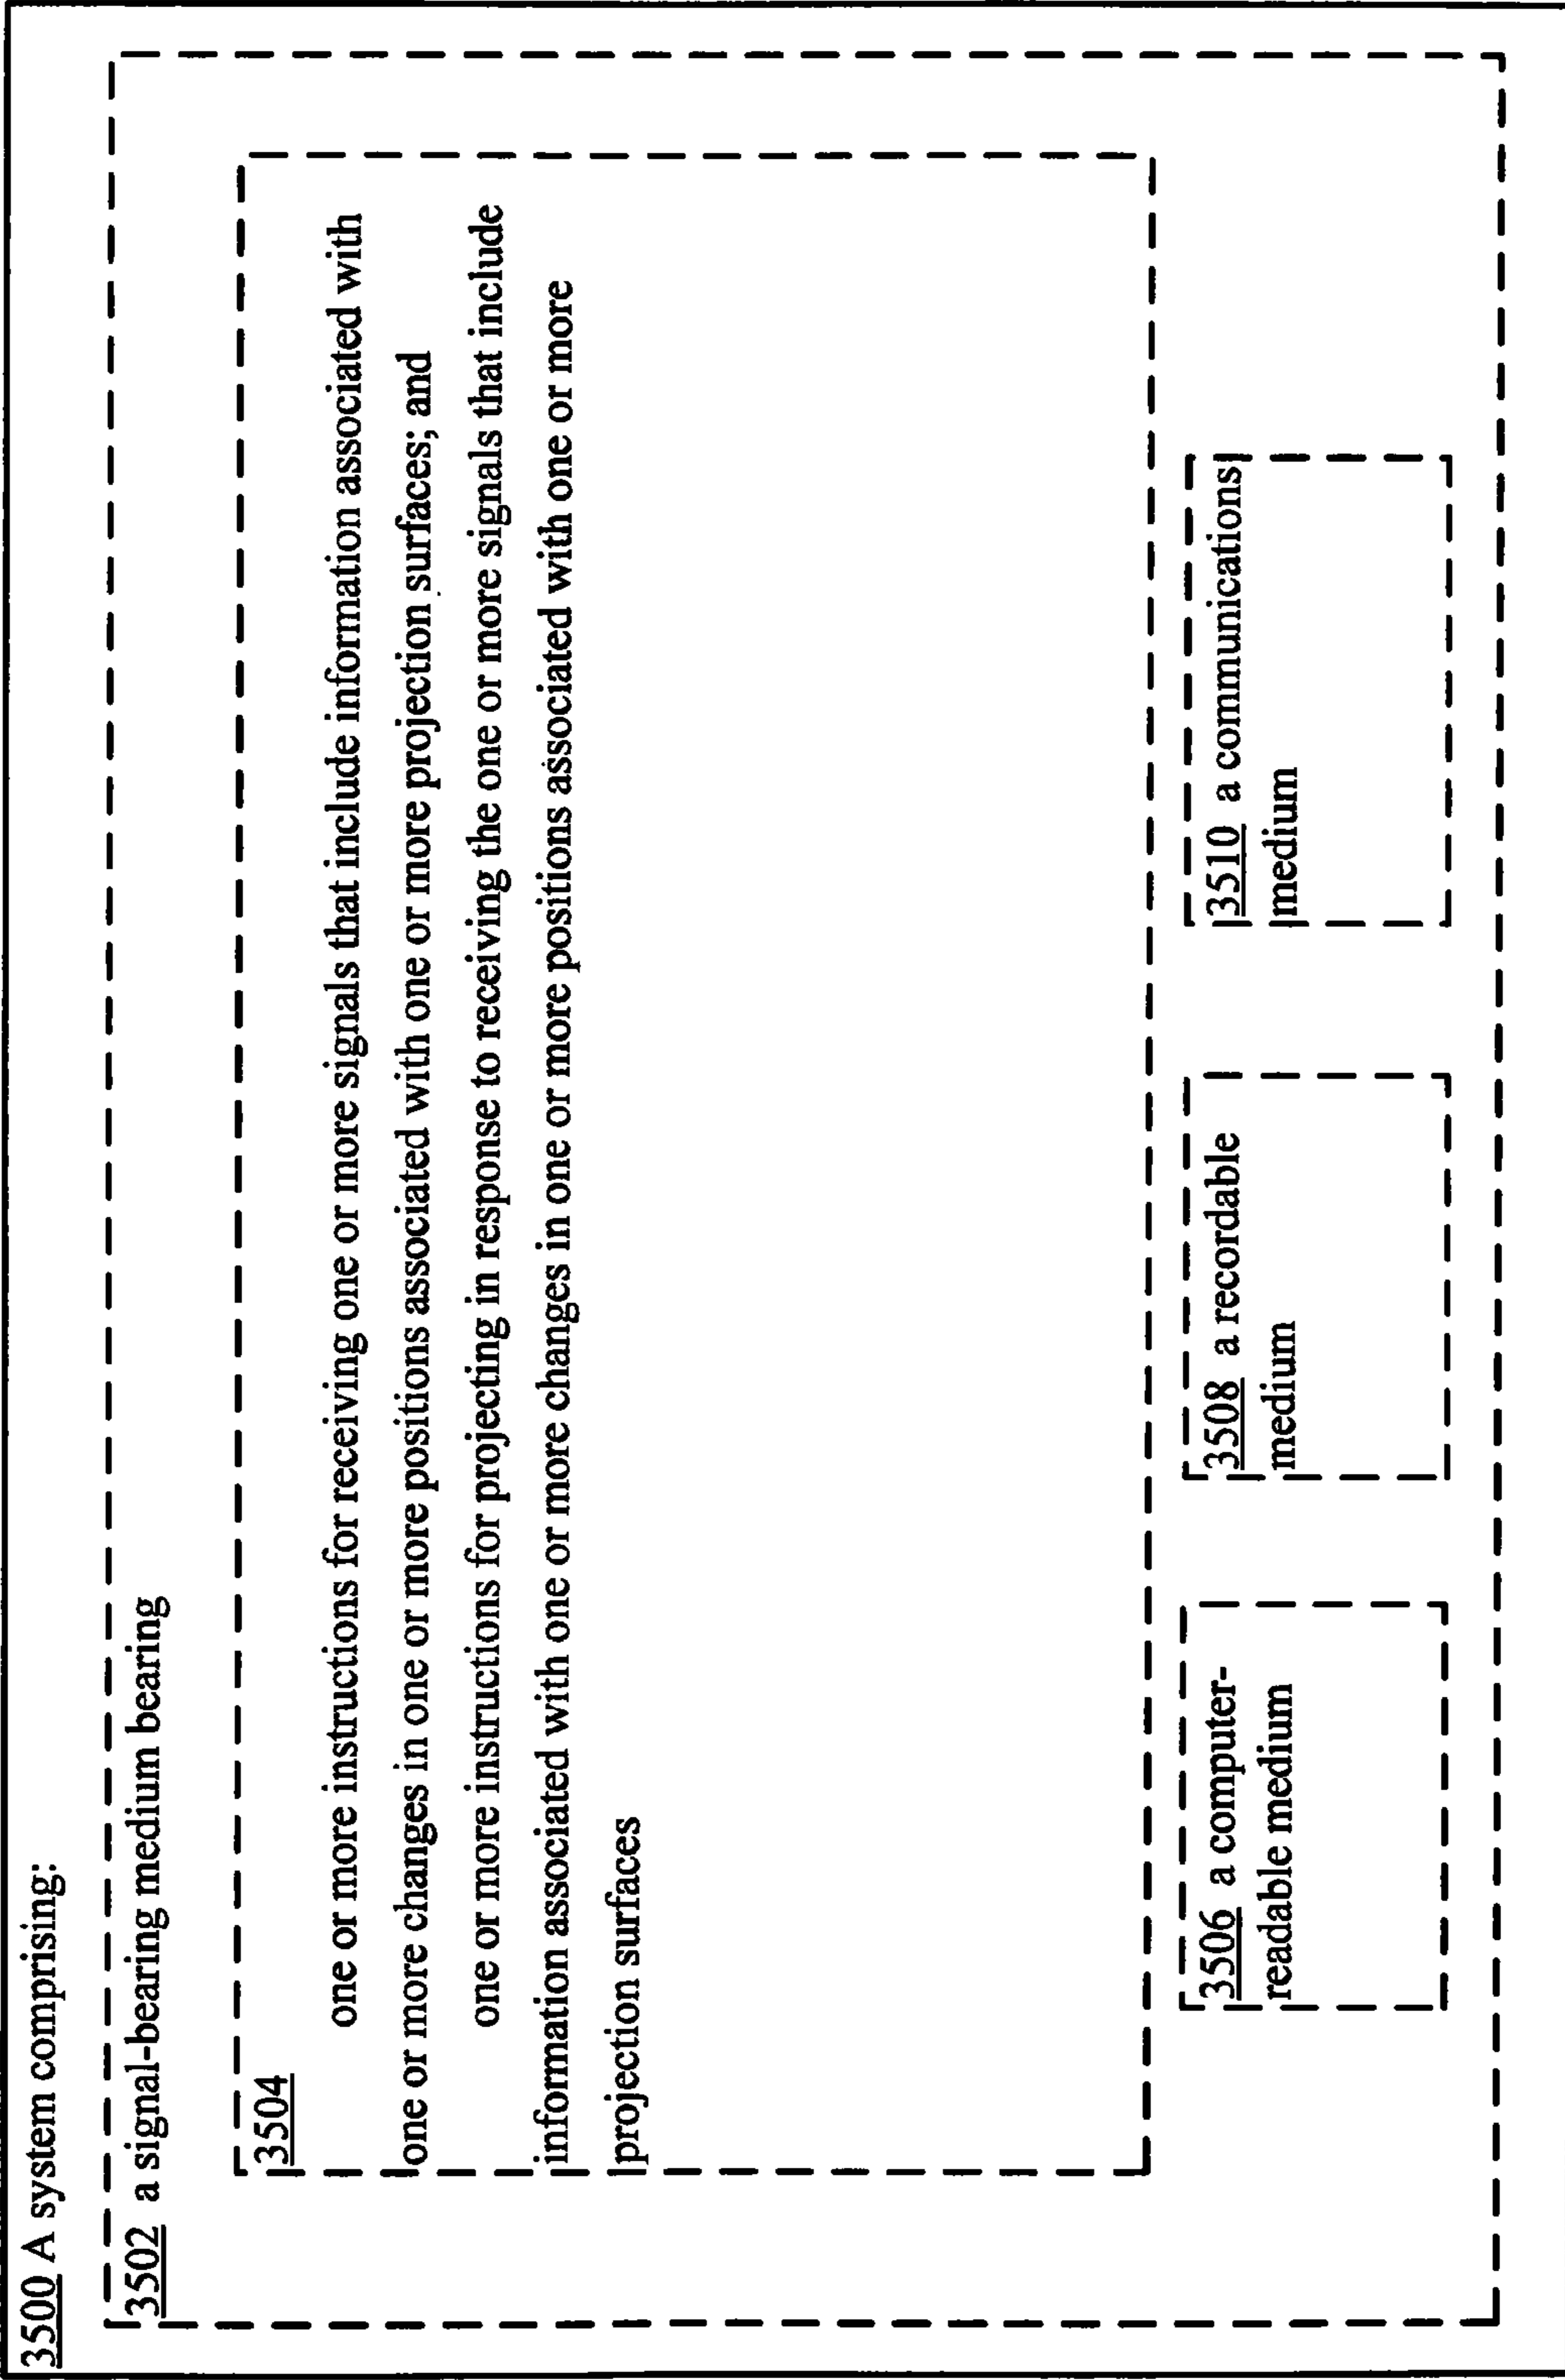 3500 A system comprising:
3502 a signal-bearing medium bearing
3504
one or more instructions for receiving one or more signals that include information associated with
one or more changes in one or more positions associated with one or more projection surfaces; and
one or more instructions for projecting in response to receiving the one or more signals that include
information associated with one or more changes in one or more positions associated with one or more
projection surfaces
3506 a computer-
readable medium
3508 a recordable
medium
3510 a communications
medium